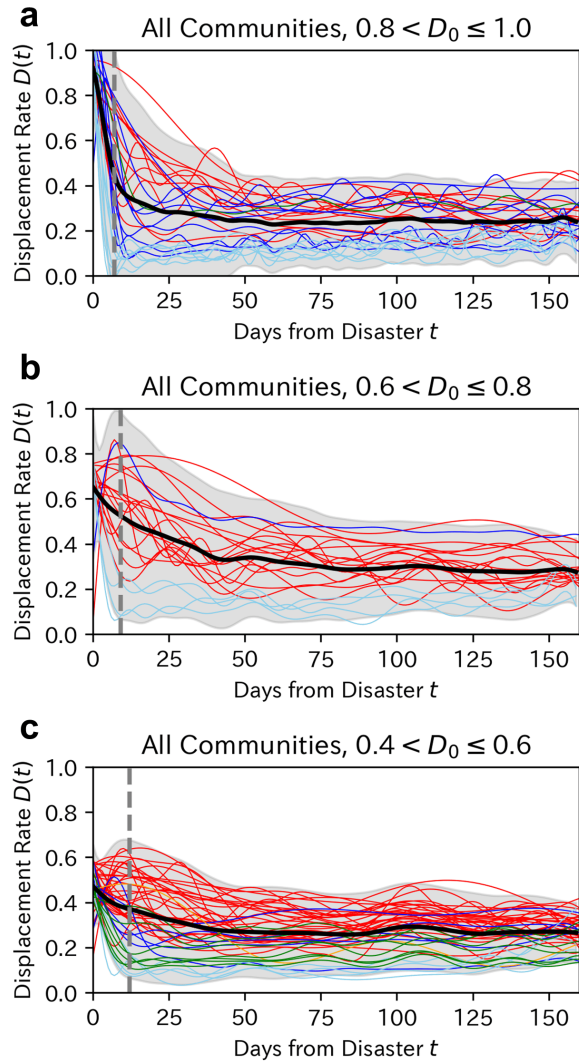 a
All Communities, 0.8 < D₀ ≤ 1.0
Displacement Rate D(t)
1.0
0.8
0.6
0.4
0.2
0.0
0 25 50 75 100 125 150
Days from Disaster t
b
All Communities, 0.6 < D₀ ≤ 0.8
Displacement Rate D(t)
1.0
0.8
0.6
0.4
0.2
0.0
0 25 50 75 100 125 150
Days from Disaster t
c
All Communities, 0.4 < D₀ ≤ 0.6
Displacement Rate D(t)
1.0
0.8
0.6
0.4
0.2
0.0
0 25 50 75 100 125 150
Days from Disaster t